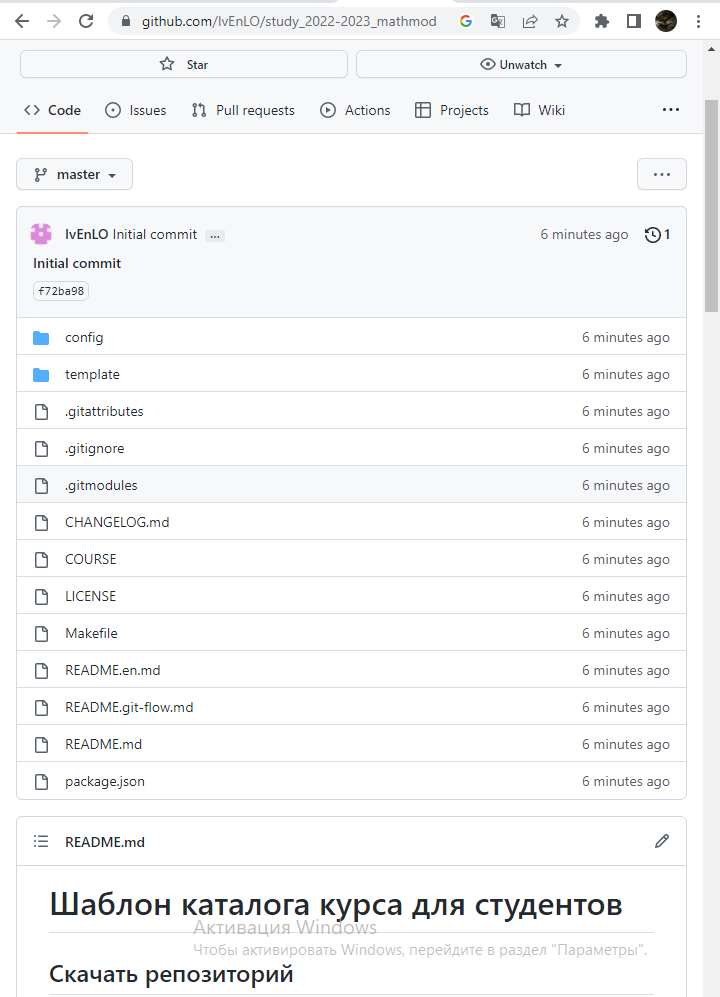 github.com/IvEnLO/study_2022-2023_mathmod
Star
Unwatch
Code
Issues
Pull requests
Actions
Projects
Wiki
master
IvEnLO Initial commit ... 6 minutes ago 1
Initial commit
f72ba98
config 6 minutes ago
template 6 minutes ago
.gitattributes 6 minutes ago
.gitignore 6 minutes ago
.gitmodules 6 minutes ago
CHANGELOG.md 6 minutes ago
COURSE 6 minutes ago
LICENSE 6 minutes ago
Makefile 6 minutes ago
README.en.md 6 minutes ago
README.git-flow.md 6 minutes ago
README.md 6 minutes ago
package.json 6 minutes ago
README.md
Шаблон каталога курса для студентов
Активация Windows
Чтобы активировать Windows, перейдите в раздел "Параметры".
Скачать репозиторий